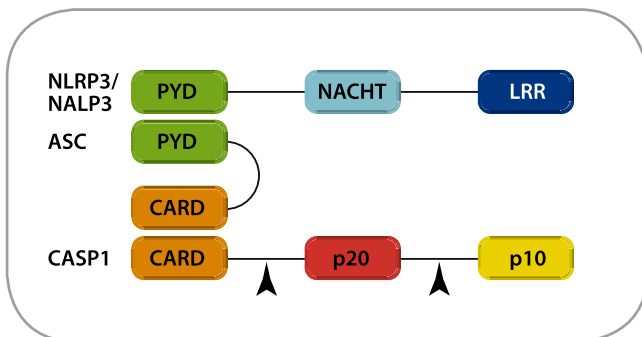 NLRP3/
NALP3
PYD
NACHT
LRR
ASC
PYD
CARD
CASP1
CARD
p20
p10